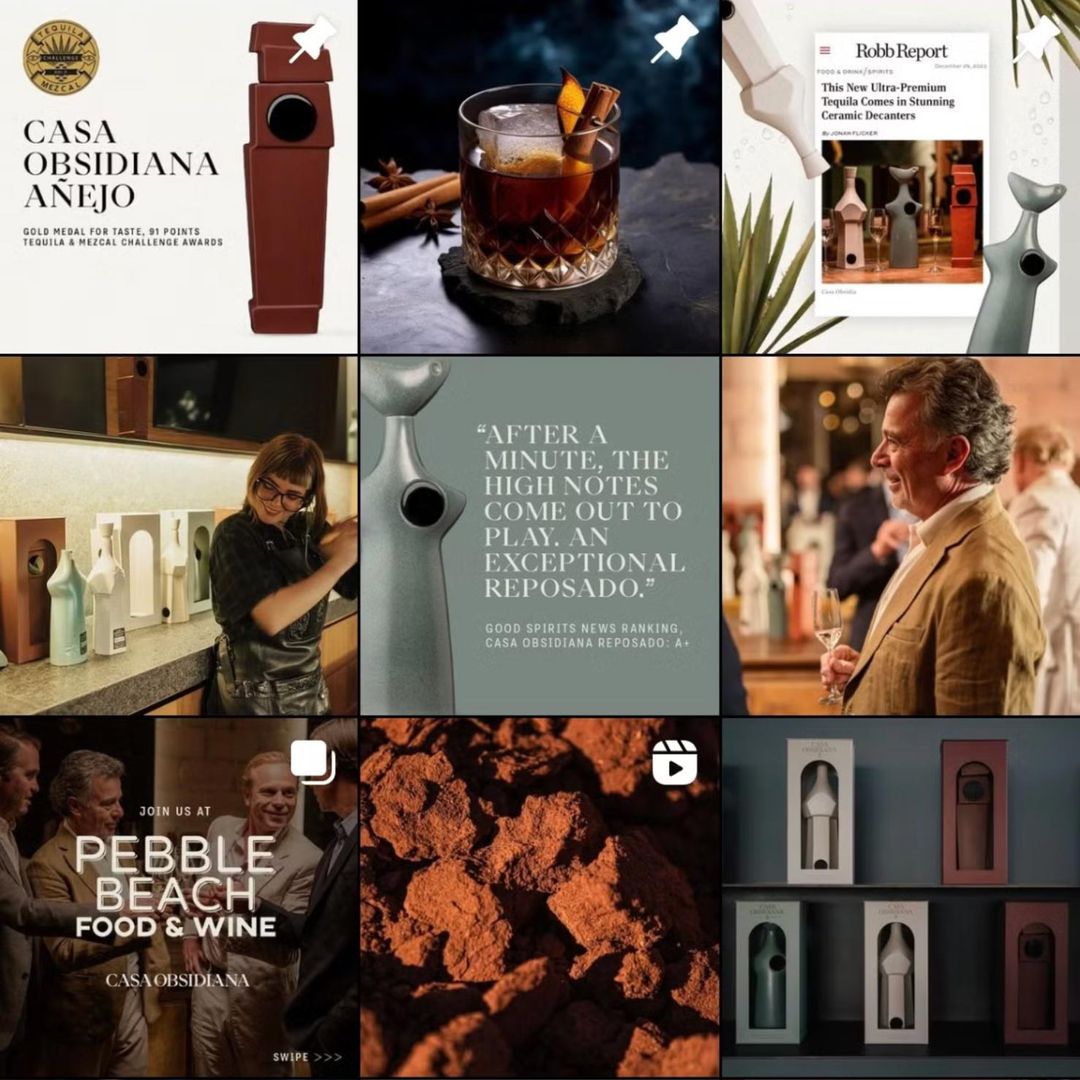 TEQUILA
CHALLENGE
MEZCAL
CASA
OBSIDIANA
AÑEJO
GOLD MEDAL FOR TASTE, 91 POINTS
TEQUILA & MEZCAL CHALLENGE AWARDS
Robb Report
December 29, 2023
FOOD & DRINK/SPIRITS
This New Ultra-Premium
Tequila Comes in Stunning
Ceramic Decanters
By JONAH FLICKER
Casa Obsidia
“AFTER A
MINUTE, THE
HIGH NOTES
COME OUT TO
PLAY. AN
EXCEPTIONAL
REPOSADO.”
GOOD SPIRITS NEWS RANKING,
CASA OBSIDIANA REPOSADO: A+
JOIN US AT
PEBBLE
BEACH
FOOD & WINE
CASA OBSIDIANA
SWIPE >>>
CASA
OBSIDIANA
CASA
OBSIDIANA
CASA
OBSIDIANA